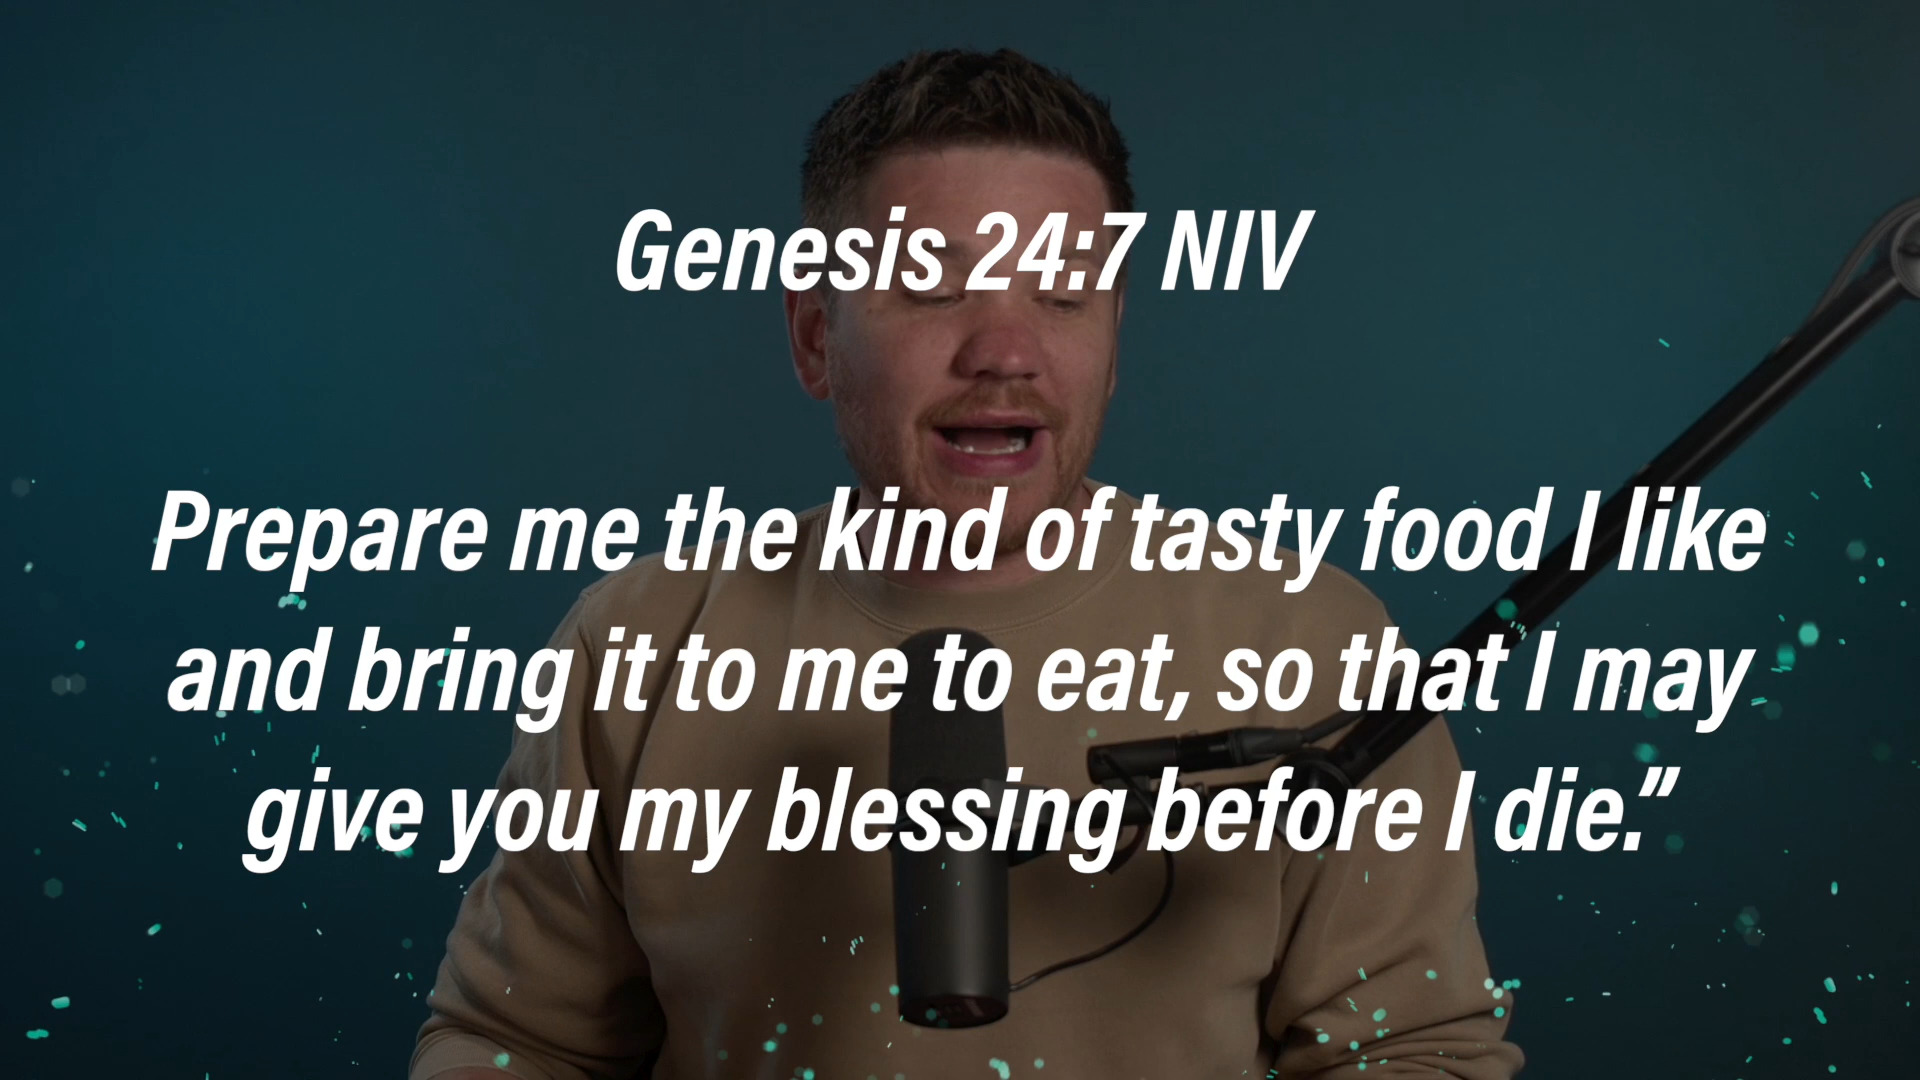 Genesis 24:7 NIV
Prepare me the kind of tasty food I like
and bring it to me to eat, so that I may
give you my blessing before I die.”